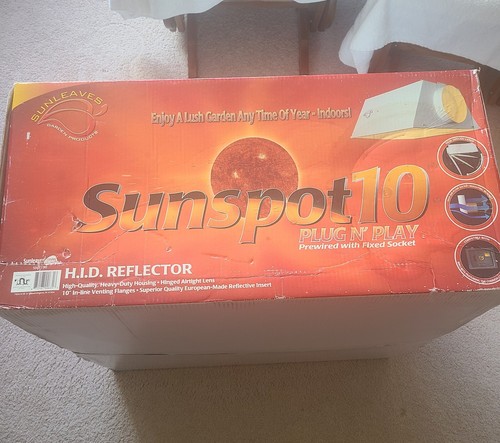 SUNLEAVES
GARDEN PRODUCTS
Enjoy A Lush Garden Any Time Of Year - Indoors!
Sunspot10
PLUG N' PLAY
Prewired with Fixed Socket
Sunleaves
H.I.D. REFLECTOR
High-Quality, Heavy-Duty Housing • Hinged Airtight Lens
10" In-line Venting Flanges • Superior Quality European-Made Reflective Insert